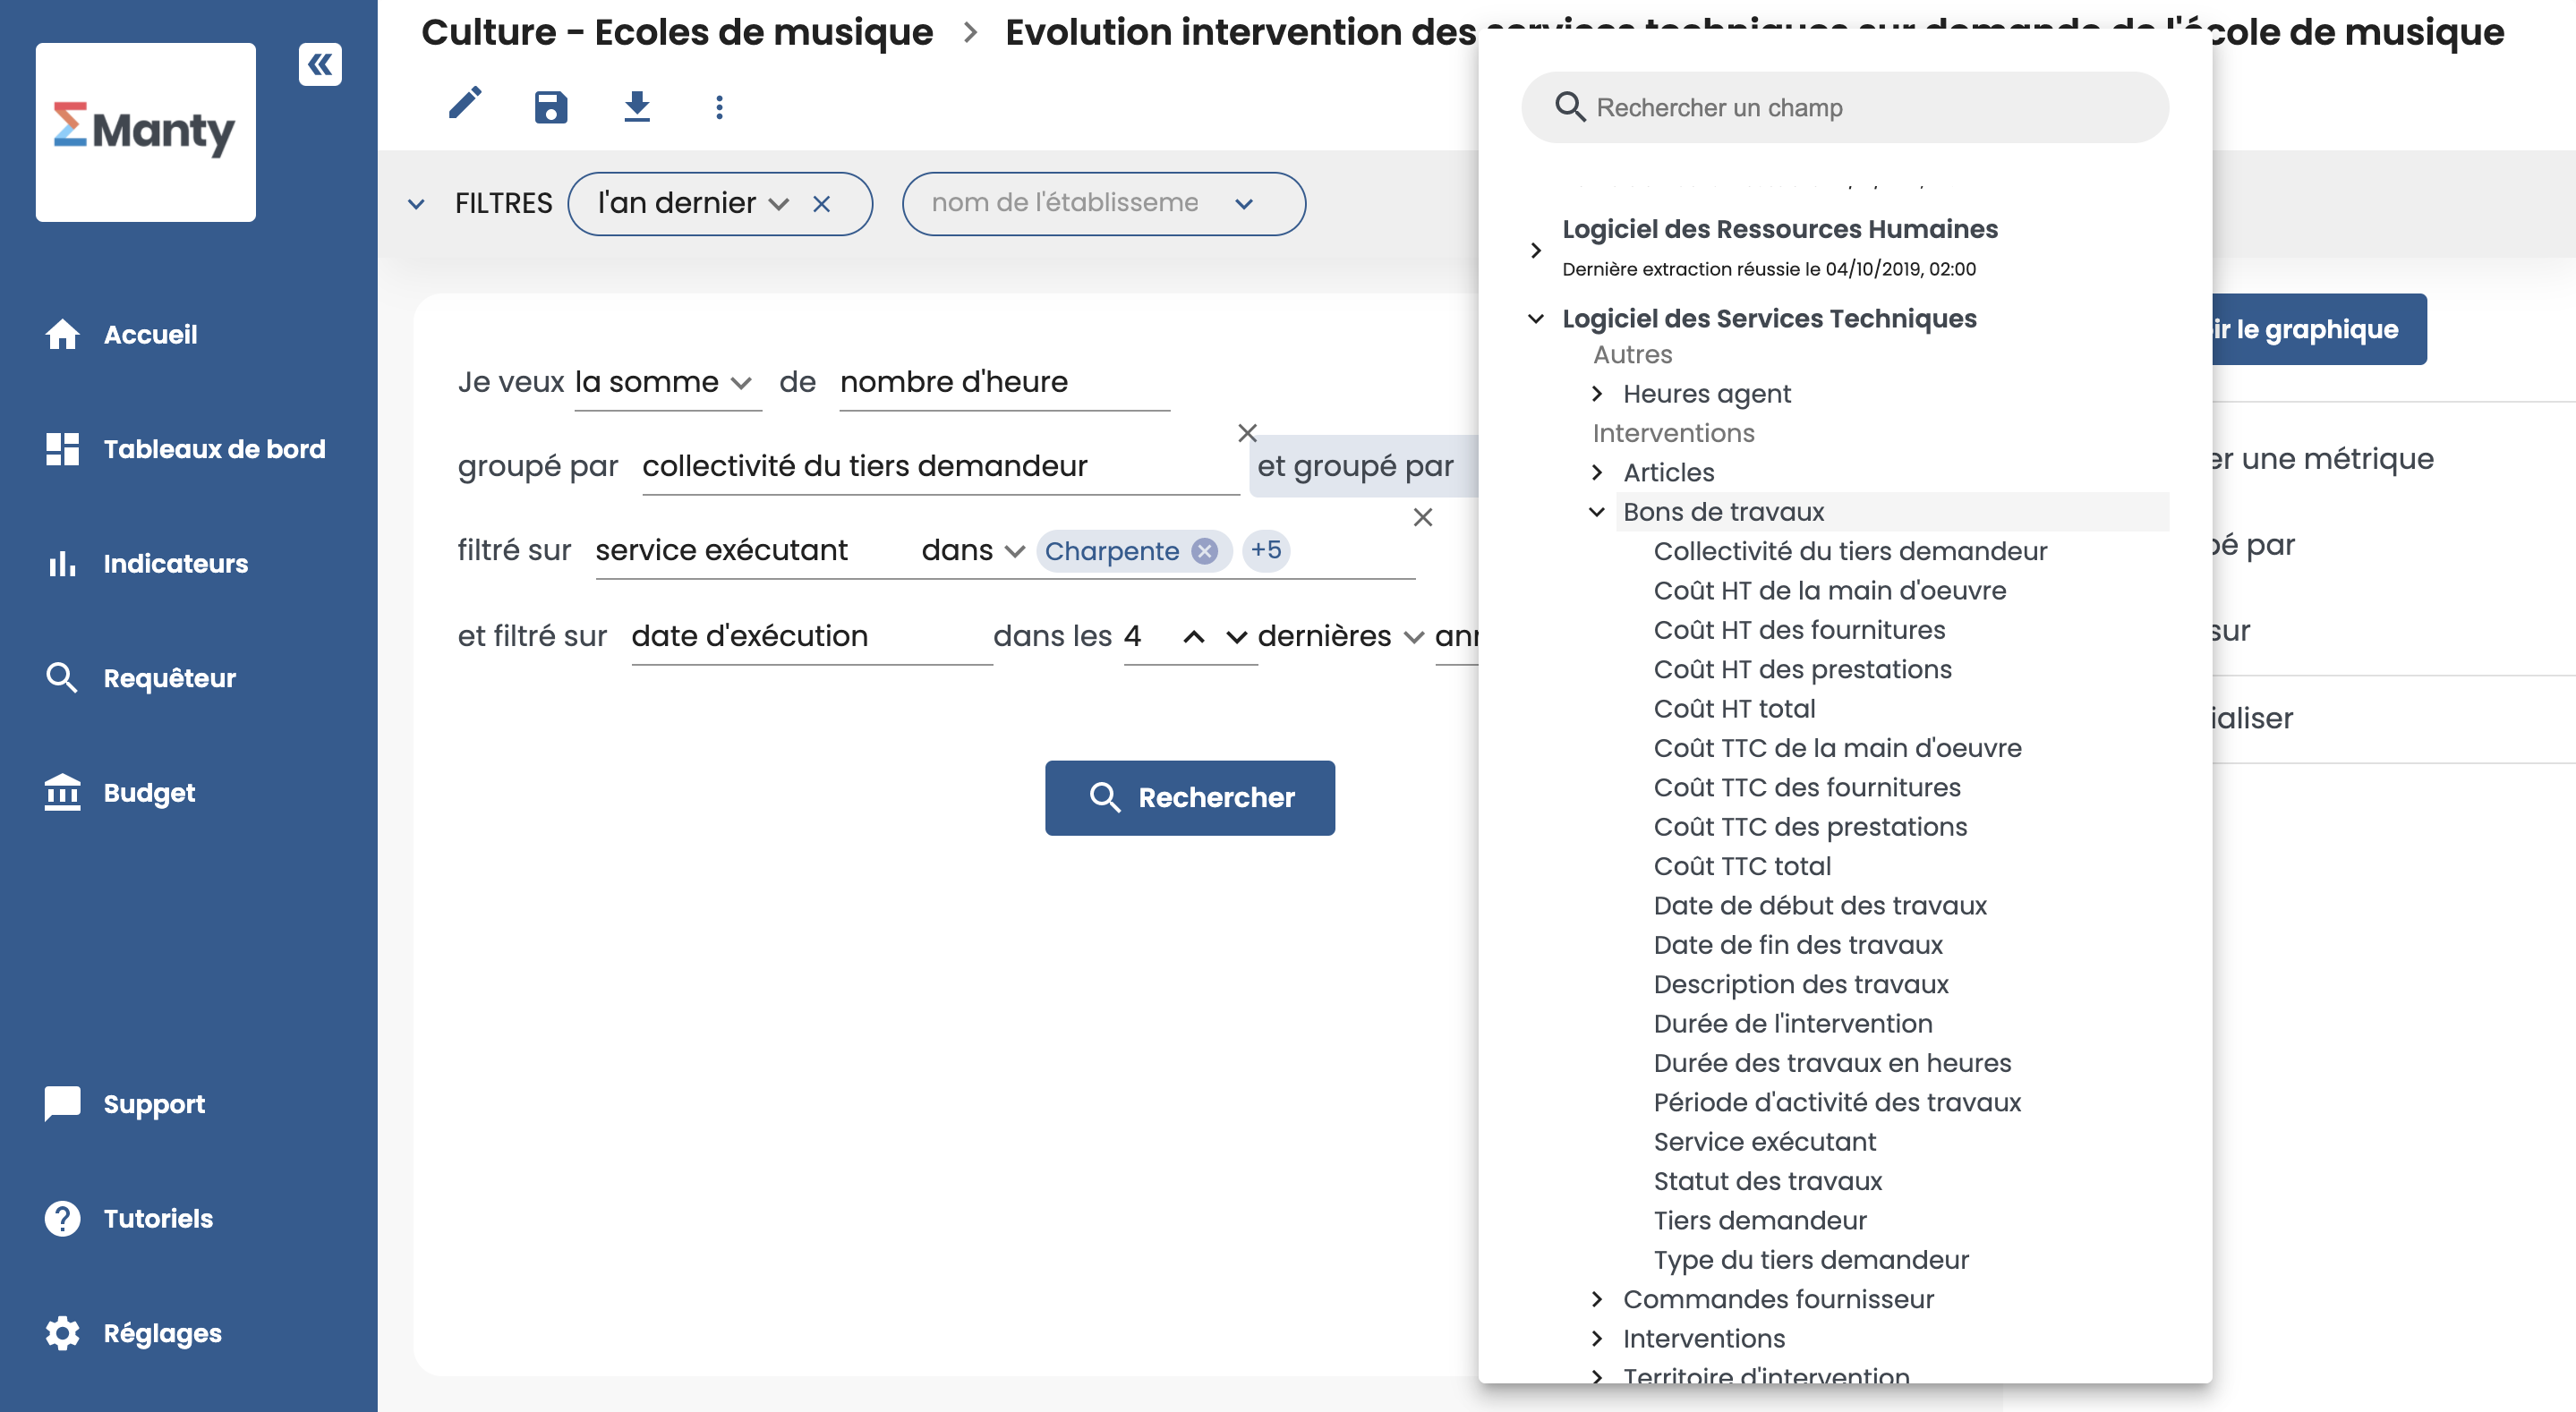 Manty
Accueil
Tableaux de bord
Indicateurs
Requêteur
Budget
Support
Tutoriels
Réglages
Culture - Ecoles de musique > Evolution intervention des services techniques sur demande de l'école de musique
FILTRES l'an dernier nom de l'établisseme
Je veux la somme de nombre d'heure
groupé par collectivité du tiers demandeur et groupé par
filtré sur service exécutant dans Charpente +5
et filtré sur date d'exécution dans les 4 dernières
Rechercher
Rechercher un champ
Logiciel des Ressources Humaines
Dernière extraction réussie le 04/10/2019, 02:00
Logiciel des Services Techniques
Autres
Heures agent
Interventions
Articles
Bons de travaux
Collectivité du tiers demandeur
Coût HT de la main d'oeuvre
Coût HT des fournitures
Coût HT des prestations
Coût HT total
Coût TTC de la main d'oeuvre
Coût TTC des fournitures
Coût TTC des prestations
Coût TTC total
Date de début des travaux
Date de fin des travaux
Description des travaux
Durée de l'intervention
Durée des travaux en heures
Période d'activité des travaux
Service exécutant
Statut des travaux
Tiers demandeur
Type du tiers demandeur
Commandes fournisseur
Interventions
Territoire d'intervention
ir le graphique
er une métrique
é par
sur
ialiser